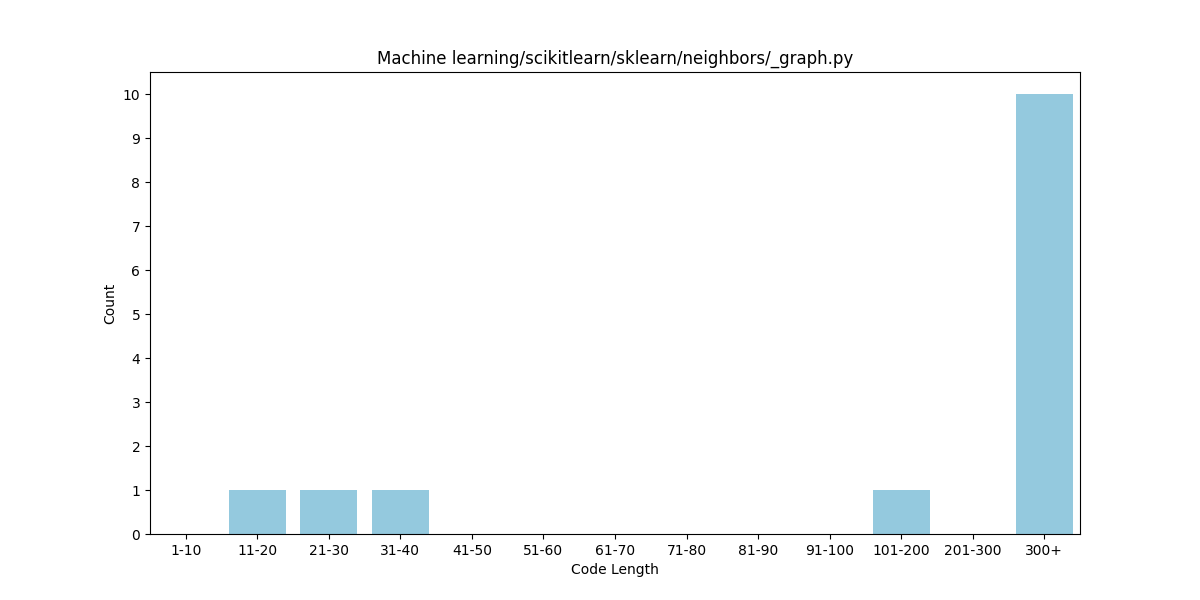 Machine learning/scikitlearn/sklearn/neighbors/_graph.py
10
9
8
7
6
5
4
3
2
1
0
Count
1-10 11-20 21-30 31-40 41-50 51-60 61-70 71-80 81-90 91-100 101-200 201-300 300+
Code Length